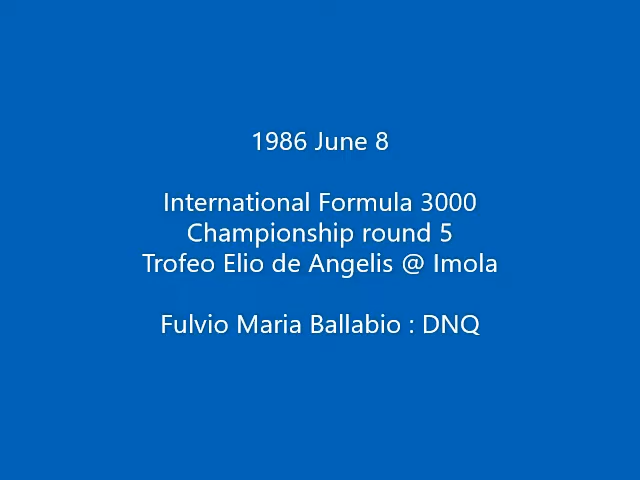 1986 June 8
International Formula 3000
Championship round 5
Trofeo Elio de Angelis @ Imola
Fulvio Maria Ballabio : DNQ